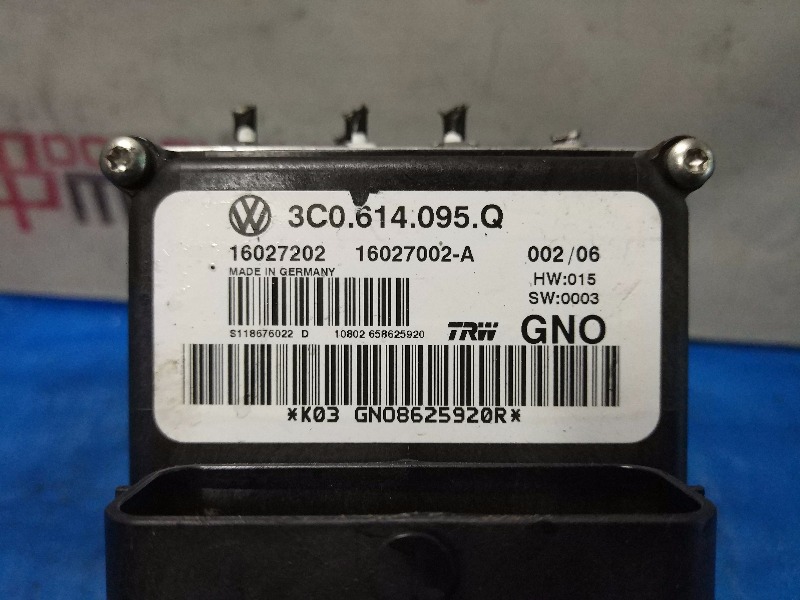 VW 3C0.614.095.Q
16027202 16027002-A 002/06
MADE IN GERMANY HW:015
SW:0003
S118676022 D 10802 658625920 TRW GNO
*K03 GNO8625920R*